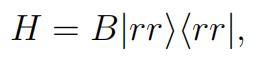 H = B|rr⟩⟨rr|,